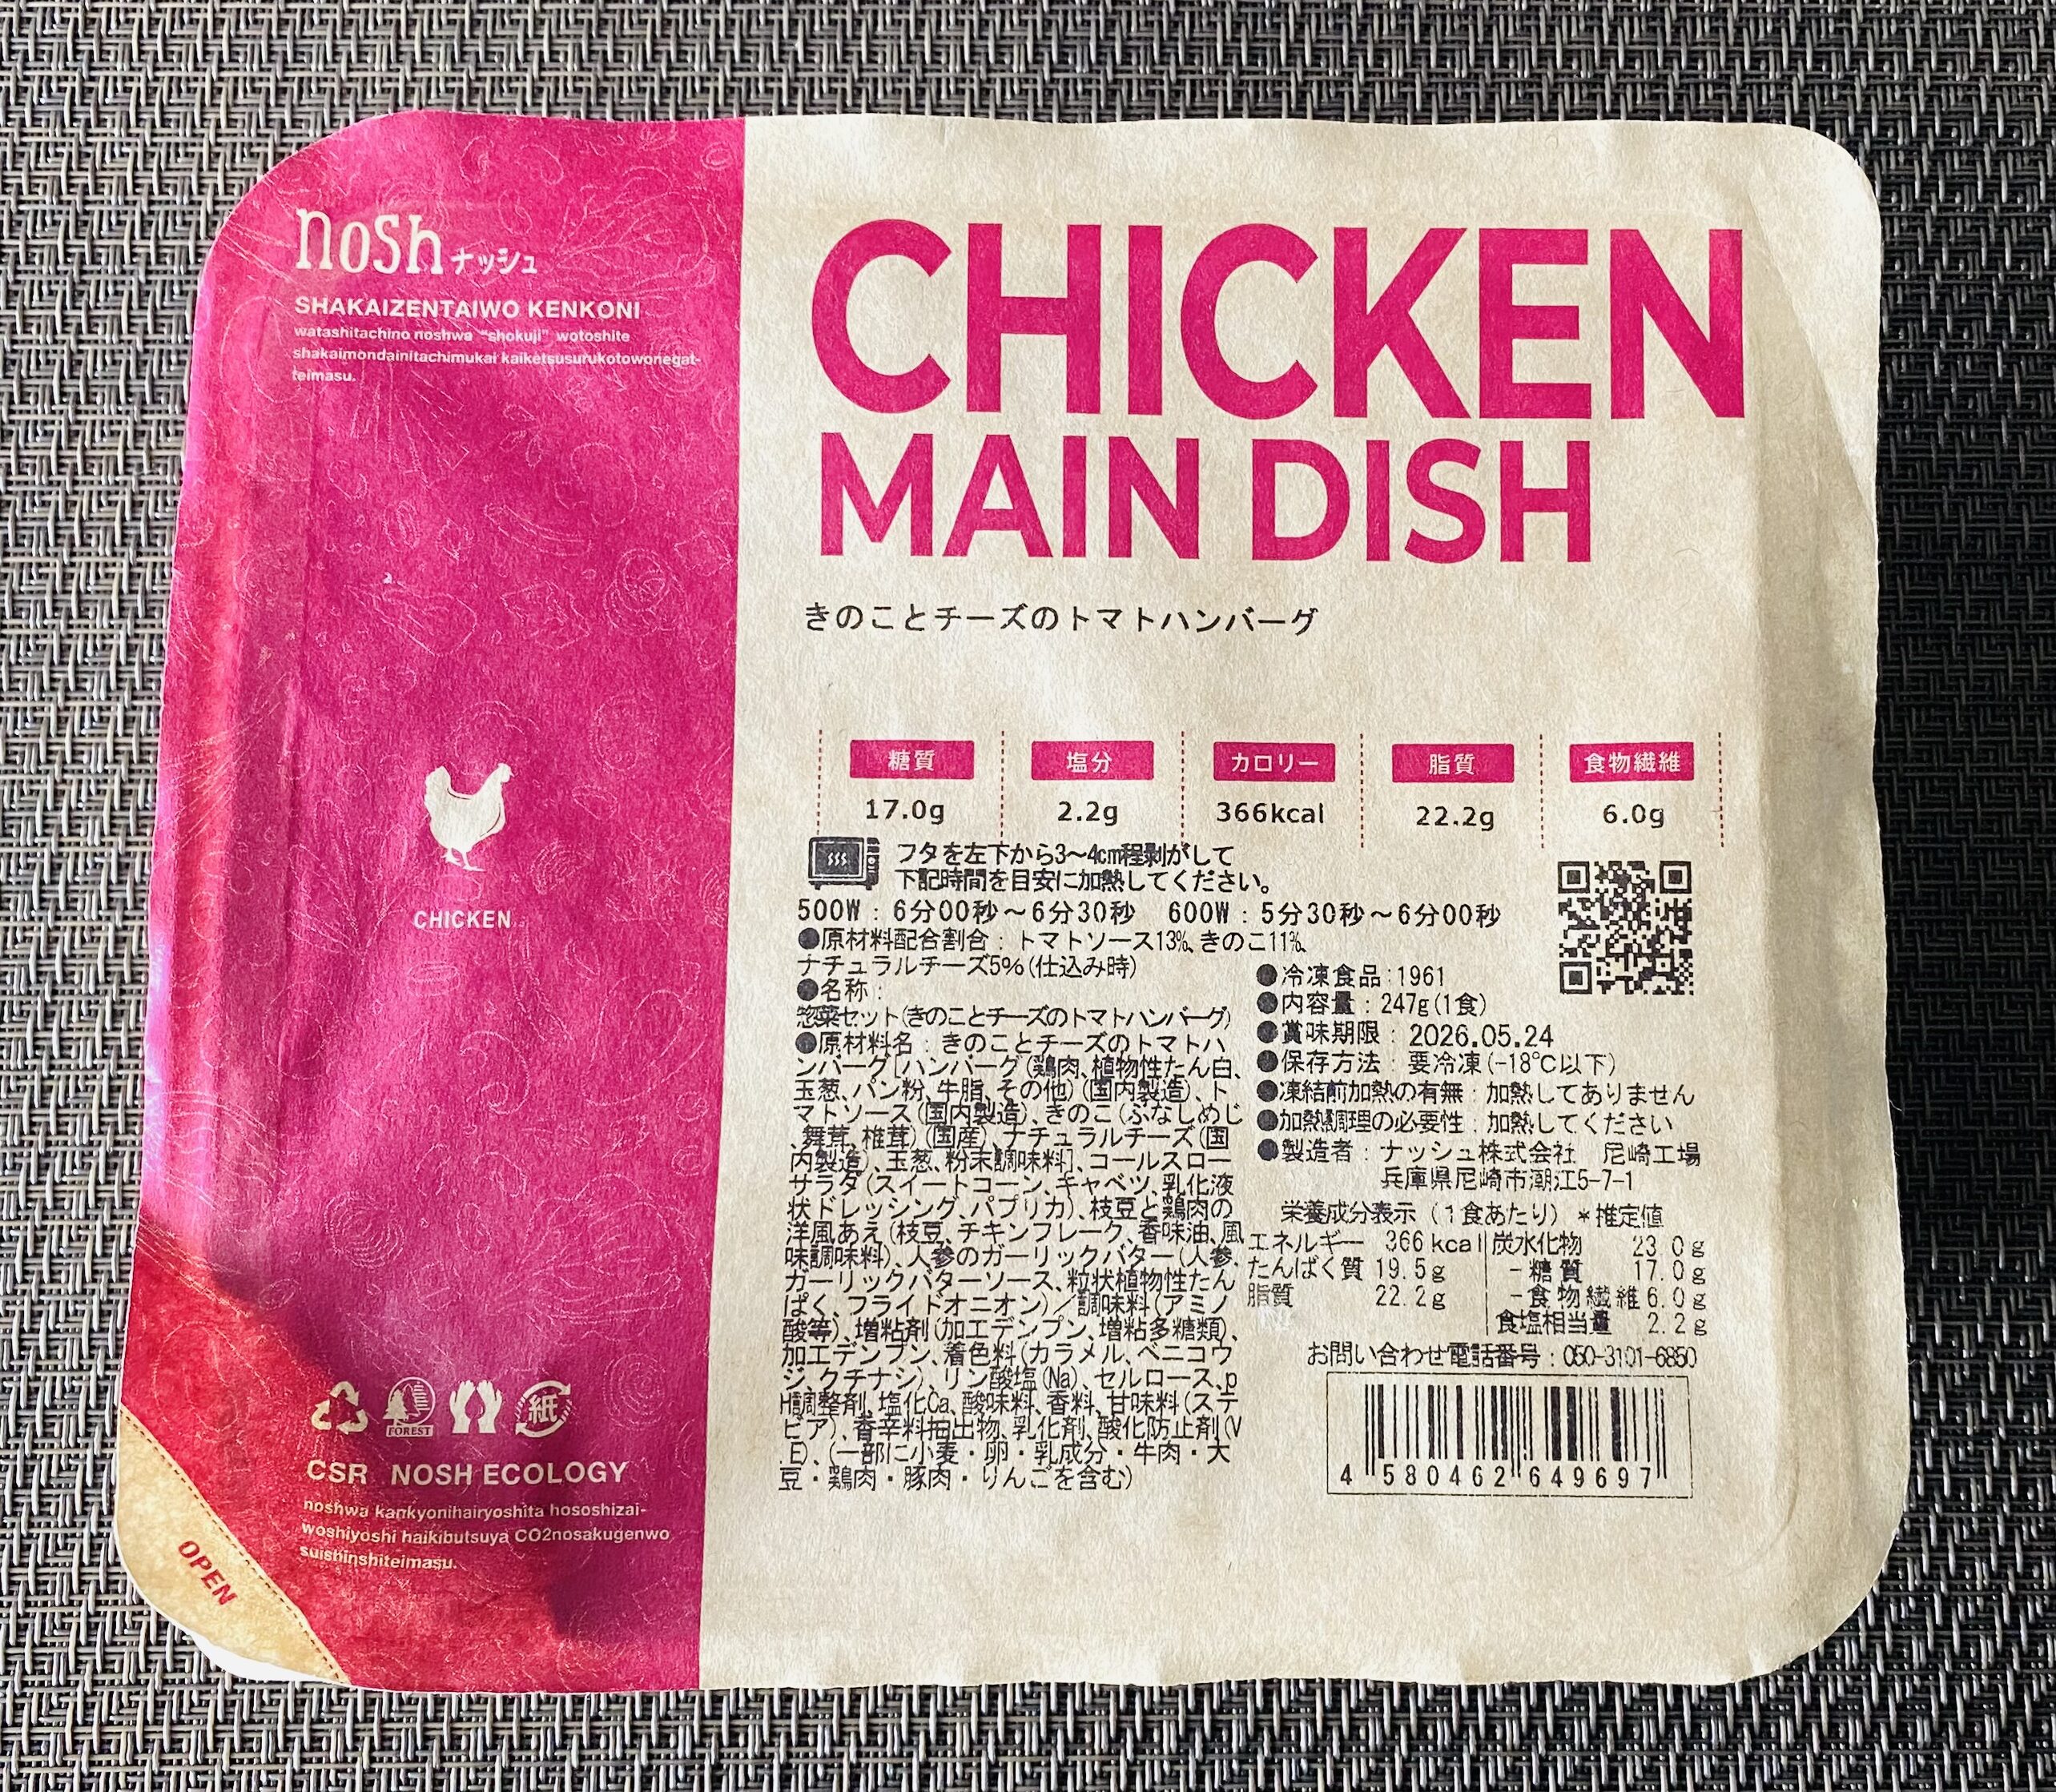 nosh ナッシュ
SHAKAIZENTAIWO KENKONI
watashitachino noshwa "shokuji" wotoshite
shakaimondainitachimukai kaiketsusurukotowonegat-
teimasu.
CHICKEN
CSR NOSH ECOLOGY
noshwa kankyonihairyoshita hososhizai-
woshiyoshi haikibutsuya CO2nosakugenwo
suishinshiteimasu.
FOREST
紙
OPEN
CHICKEN
MAIN DISH
きのことチーズのトマトハンバーグ
糖質 塩分 カロリー 脂質 食物繊維
17.0g 2.2g 366kcal 22.2g 6.0g
フタを左下から3〜4cm程剥がして
下記時間を目安に加熱してください。
500W：6分00秒〜6分30秒 600W：5分30秒〜6分00秒
●原材料配合割合：トマトソース13%、きのこ11%、
ナチュラルチーズ5%(仕込み時)
●名称：
惣菜セット(きのことチーズのトマトハンバーグ)
●原材料名：きのことチーズのトマトハ
ンバーグ[ハンバーグ(鶏肉、植物性たん白、
玉葱、パン粉、牛脂、その他)(国内製造)、ト
マトソース(国内製造)、きのこ(ぶなしめじ
、舞茸、椎茸)(国産)、ナチュラルチーズ(国
内製造)、玉葱、粉末調味料]、コールスロー
サラダ(スイートコーン、キャベツ、乳化液
状ドレッシング、パプリカ)、枝豆と鶏肉の
洋風あえ(枝豆、チキンフレーク、香味油、風
味調味料)、人参のガーリックバター(人参、
ガーリックバターソース、粒状植物性たん
ぱく、フライドオニオン)／調味料(アミノ
酸等)、増粘剤(加工デンプン、増粘多糖類)、
加工デンプン、着色料(カラメル、ベニコウ
ジ、クチナシ)、リン酸塩(Na)、セルロース、p
H調整剤、塩化Ca、酸味料、香料、甘味料(ステ
ビア)、香辛料抽出物、乳化剤、酸化防止剤(V
.E)、(一部に小麦・卵・乳成分・牛肉・大
豆・鶏肉・豚肉・りんごを含む)
●冷凍食品：1961
●内容量：247g(1食)
●賞味期限：2026.05.24
●保存方法：要冷凍(-18℃以下)
●凍結前加熱の有無：加熱してありません
●加熱調理の必要性：加熱してください
●製造者：ナッシュ株式会社 尼崎工場
兵庫県尼崎市潮江5-7-1
栄養成分表示(1食あたり) *推定値
エネルギー 366 kcal 炭水化物 23.0g
たんぱく質 19.5g -糖質 17.0g
脂質 22.2g -食物繊維 6.0g
食塩相当量 2.2g
お問い合わせ電話番号：050-3101-6850
4 580462 649697